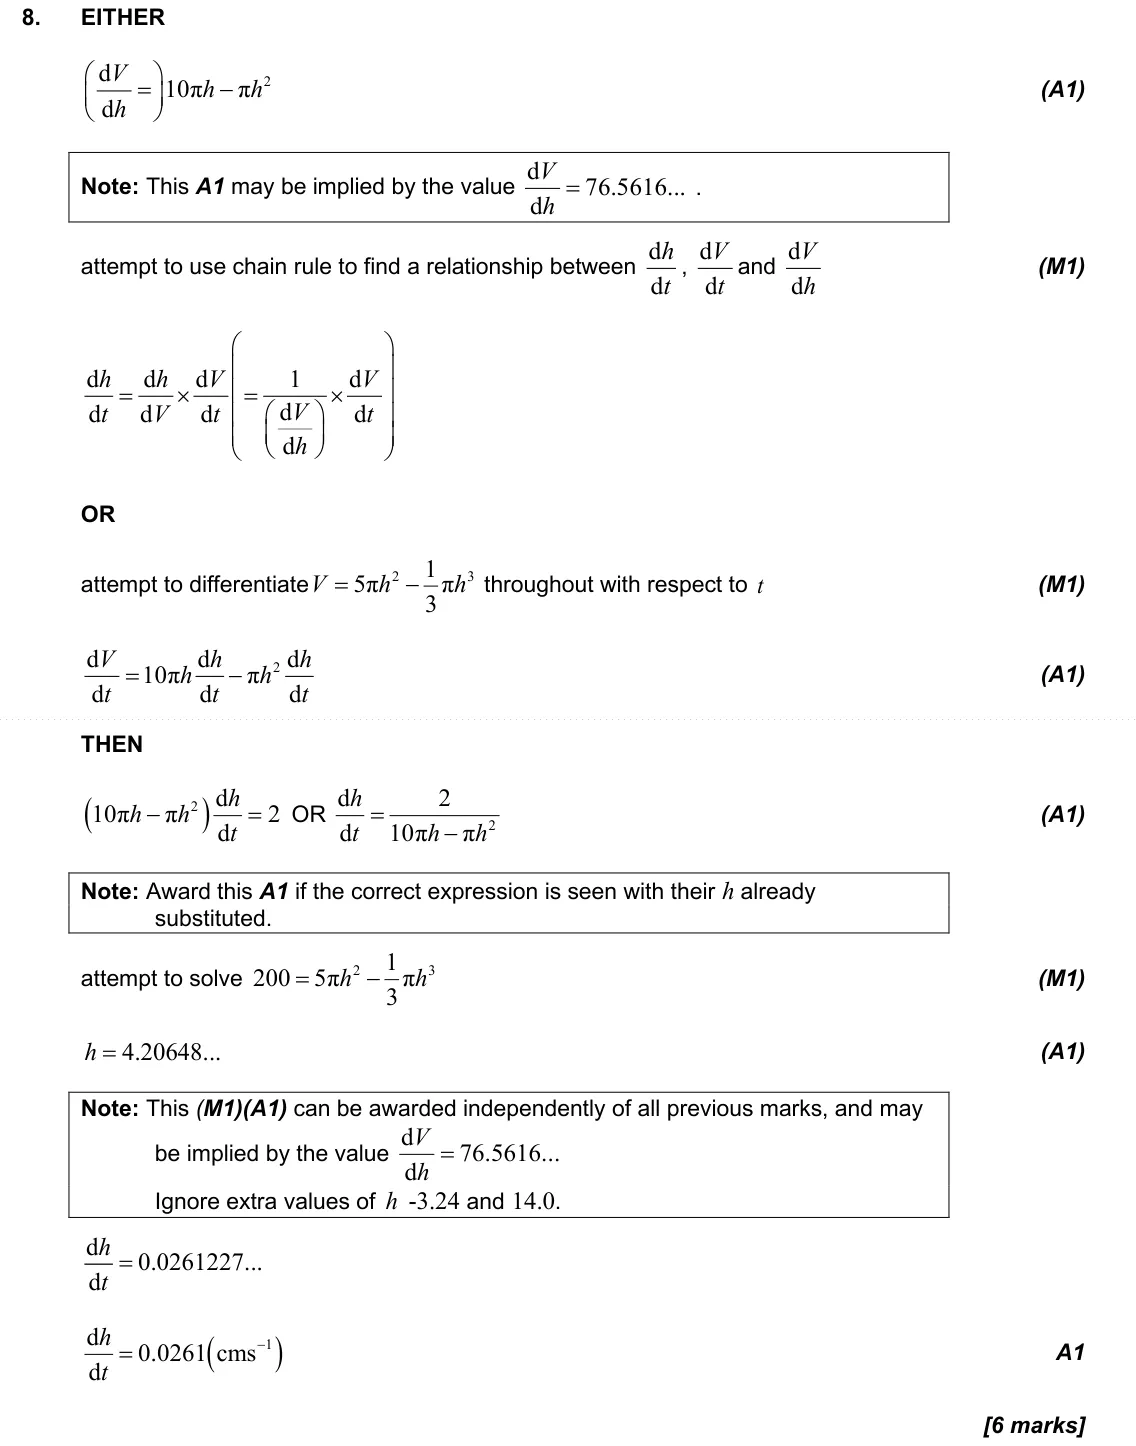 8. EITHER
(dV/dh =) 10πh − πh² (A1)
Note: This A1 may be implied by the value dV/dh = 76.5616... .
attempt to use chain rule to find a relationship between dh/dt , dV/dt and dV/dh (M1)
dh/dt = dh/dV × dV/dt ( = 1/(dV/dh) × dV/dt )
OR
attempt to differentiate V = 5πh² − 1/3 πh³ throughout with respect to t (M1)
dV/dt = 10πh dh/dt − πh² dh/dt (A1)
THEN
(10πh − πh²) dh/dt = 2 OR dh/dt = 2/(10πh − πh²) (A1)
Note: Award this A1 if the correct expression is seen with their h already
substituted.
attempt to solve 200 = 5πh² − 1/3 πh³ (M1)
h = 4.20648... (A1)
Note: This (M1)(A1) can be awarded independently of all previous marks, and may
be implied by the value dV/dh = 76.5616...
Ignore extra values of h -3.24 and 14.0.
dh/dt = 0.0261227...
dh/dt = 0.0261 (cms⁻¹) A1
[6 marks]